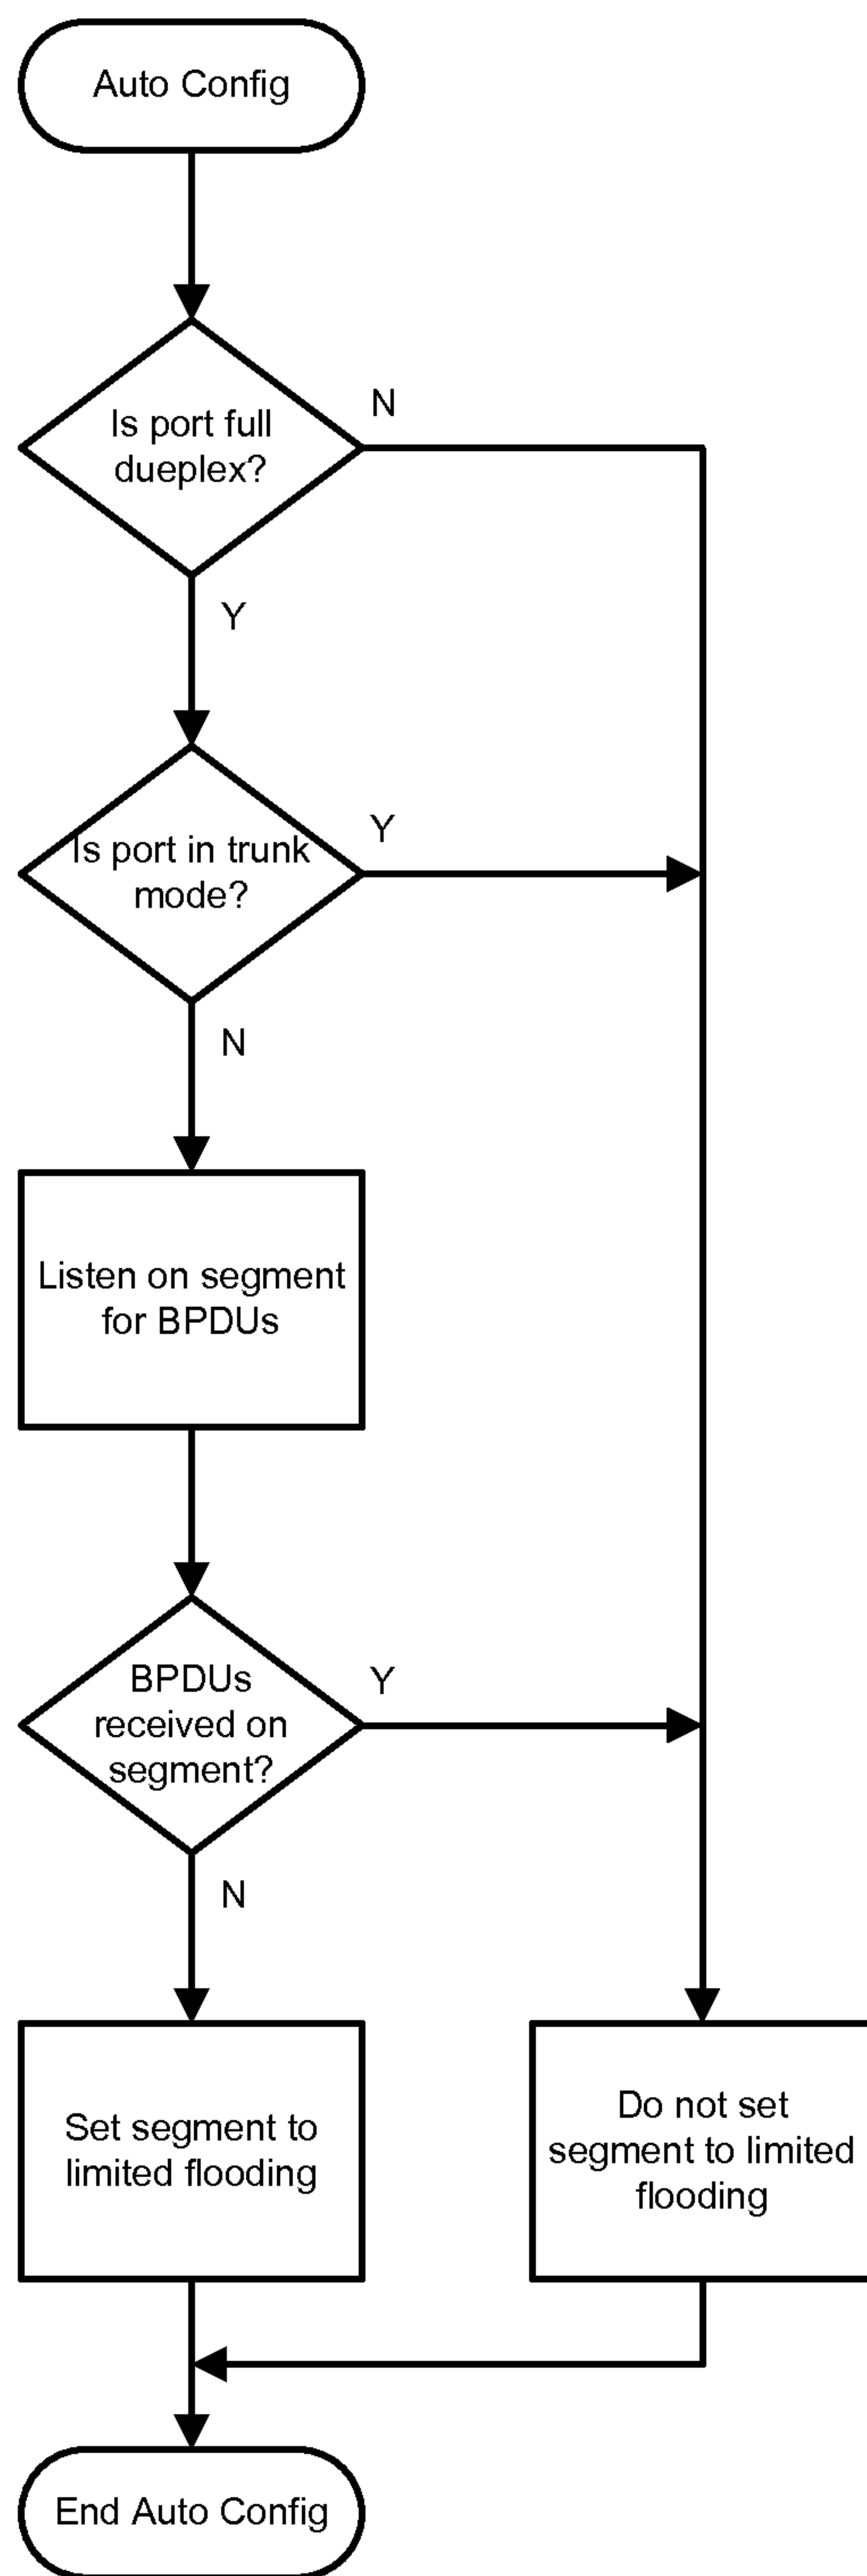 Auto Config
Is port full
dueplex?
N
Y
Is port in trunk
mode?
Y
N
Listen on segment
for BPDUs
BPDUs
received on
segment?
Y
N
Set segment to
limited flooding
Do not set
segment to limited
flooding
End Auto Config